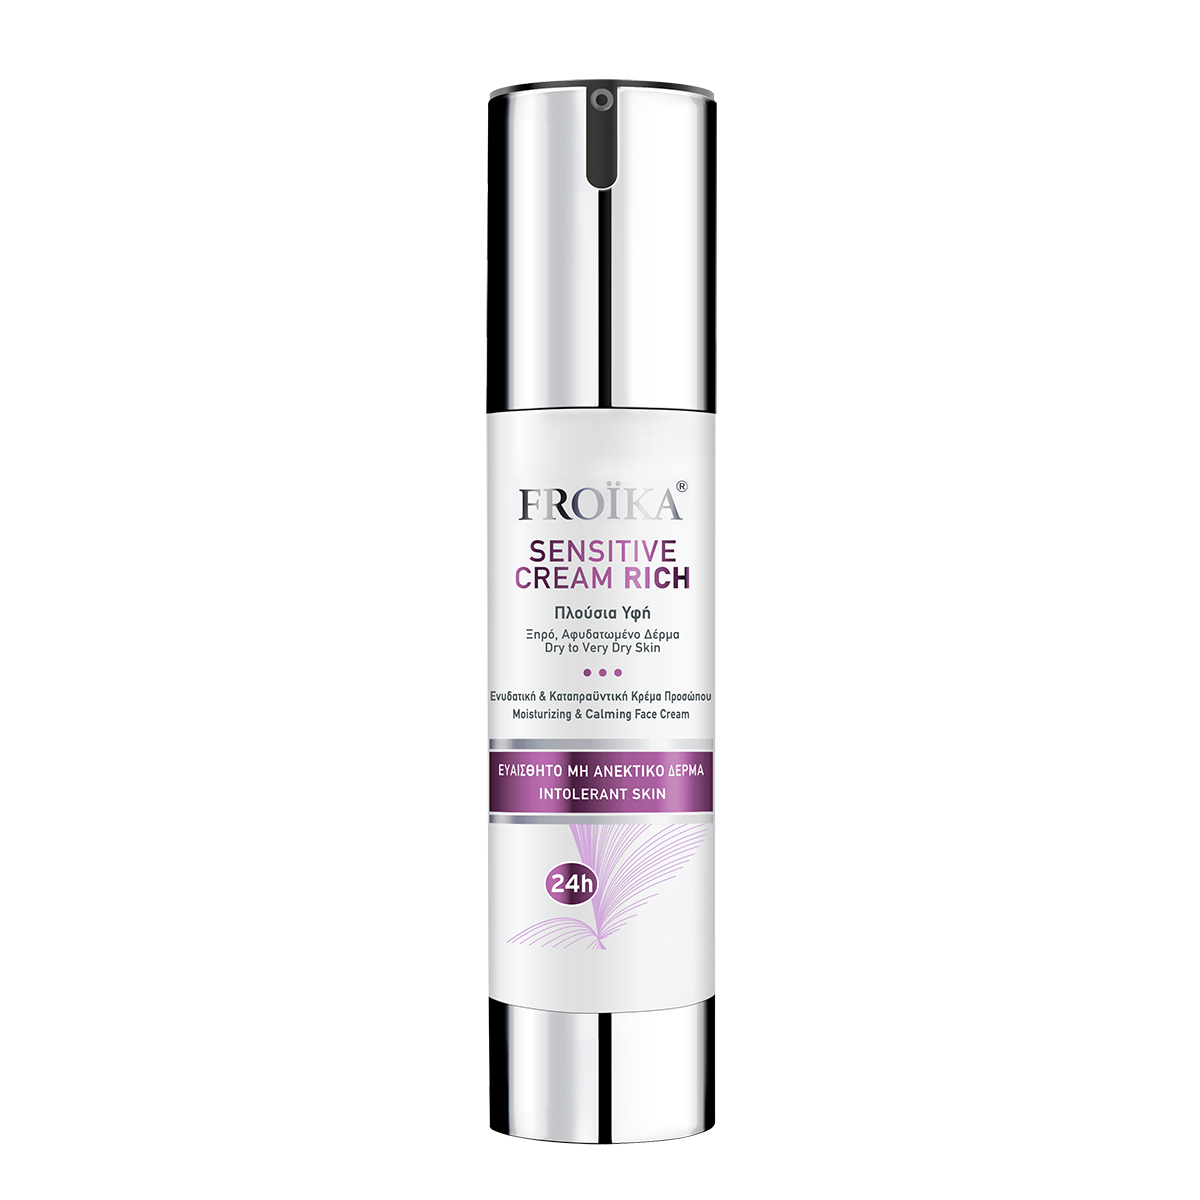 FROÏKA®
SENSITIVE
CREAM RICH
Πλούσια Υφή
Ξηρό, Αφυδατωμένο Δέρμα
Dry to Very Dry Skin
Ενυδατική & Καταπραϋντική Κρέμα Προσώπου
Moisturizing & Calming Face Cream
ΕΥΑΙΣΘΗΤΟ ΜΗ ΑΝΕΚΤΙΚΟ ΔΕΡΜΑ
INTOLERANT SKIN
24h